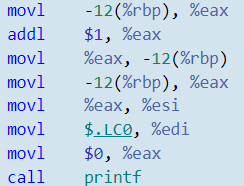 movl -12(%rbp), %eax
addl $1, %eax
movl %eax, -12(%rbp)
movl -12(%rbp), %eax
movl %eax, %esi
movl $.LC0, %edi
movl $0, %eax
call printf